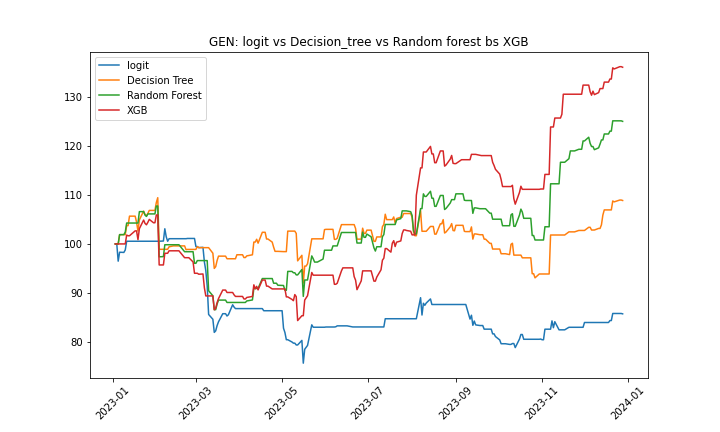 GEN: logit vs Decision_tree vs Random forest bs XGB
logit
Decision Tree
Random Forest
XGB
130
120
110
100
90
80
2023-01
2023-03
2023-05
2023-07
2023-09
2023-11
2024-01